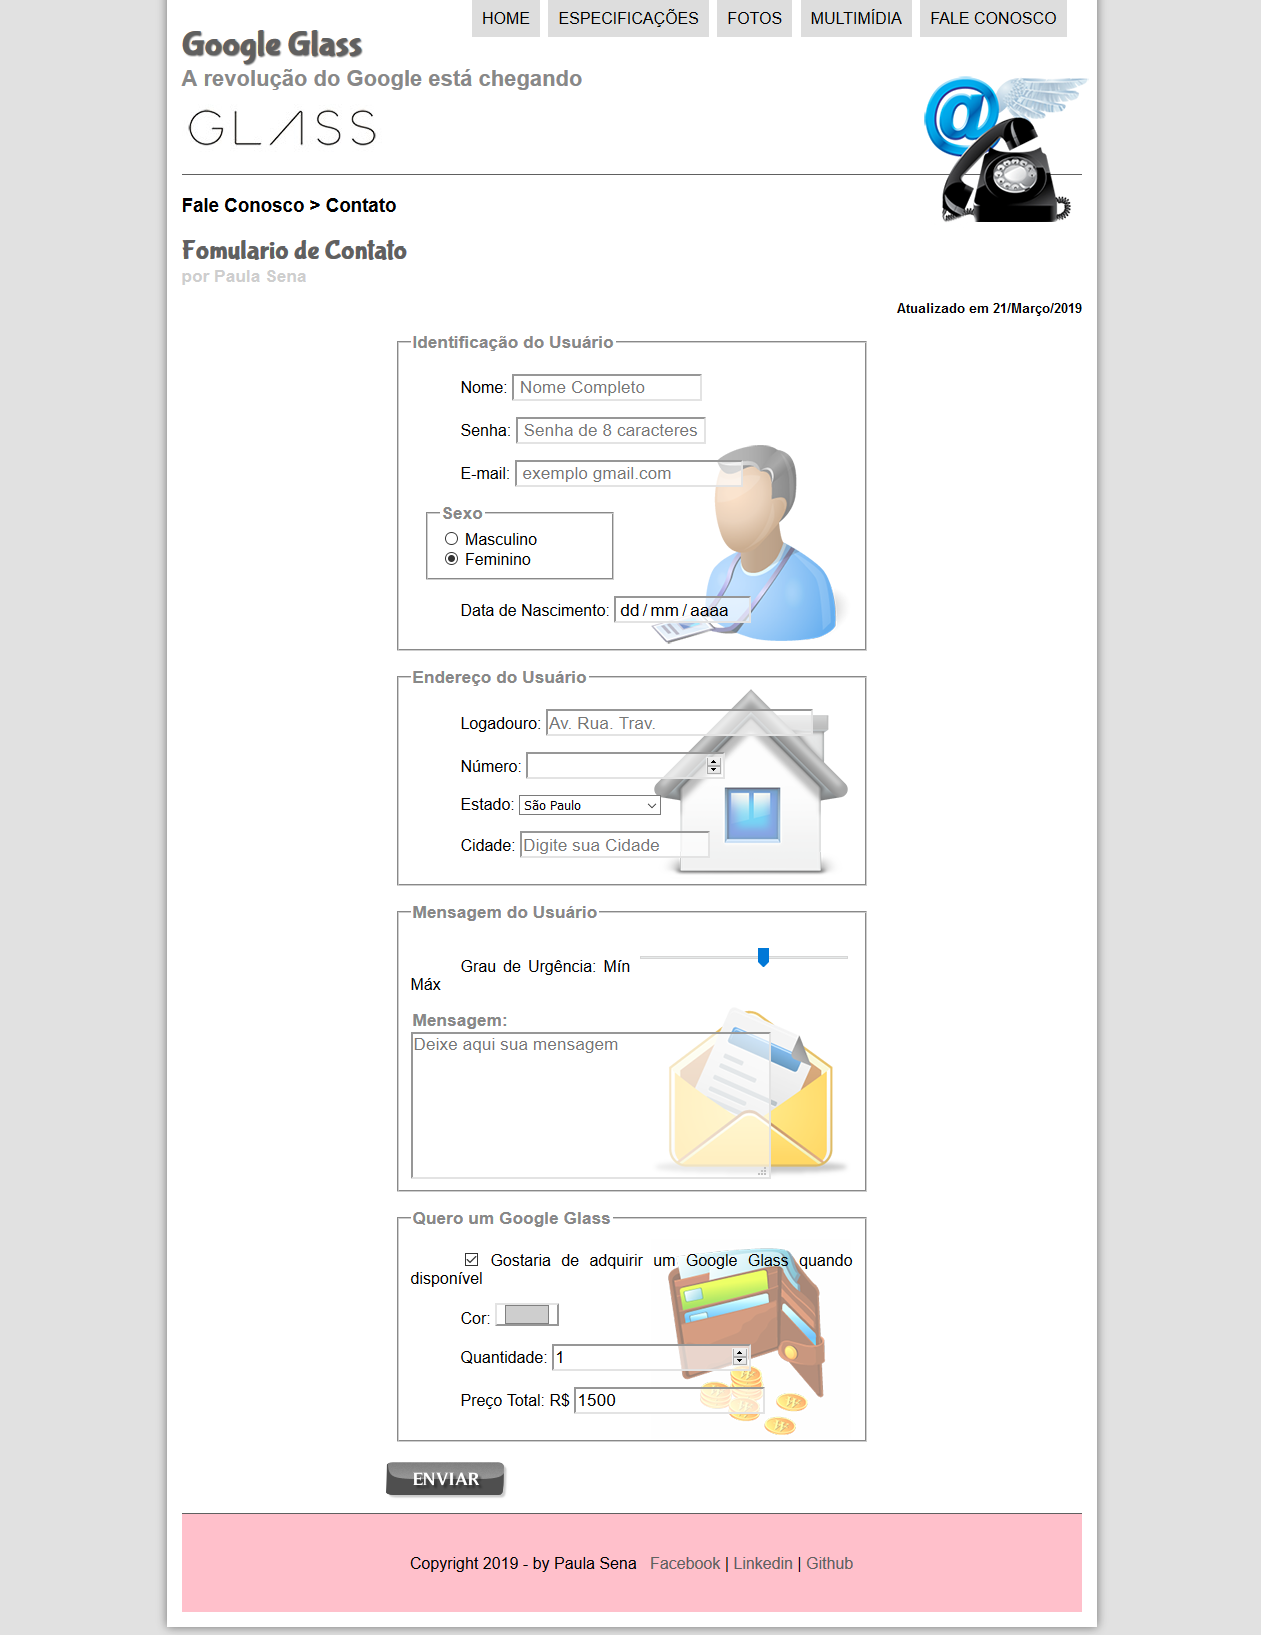 HOME ESPECIFICAÇÕES FOTOS MULTIMÍDIA FALE CONOSCO
Google Glass
A revolução do Google está chegando
GLASS
@
Fale Conosco > Contato
Fomulario de Contato
por Paula Sena
Atualizado em 21/Março/2019
Identificação do Usuário
Nome: Nome Completo
Senha: Senha de 8 caracteres
E-mail: exemplo gmail.com
Sexo
Masculino
Feminino
Data de Nascimento: dd/mm/aaaa
Endereço do Usuário
Logadouro: Av. Rua. Trav.
Número:
Estado: São Paulo
Cidade: Digite sua Cidade
Mensagem do Usuário
Grau de Urgência: Mín
Máx
Mensagem:
Deixe aqui sua mensagem
Quero um Google Glass
Gostaria de adquirir um Google Glass quando
disponível
Cor:
Quantidade: 1
Preço Total: R$ 1500
ENVIAR
Copyright 2019 - by Paula Sena Facebook | Linkedin | Github